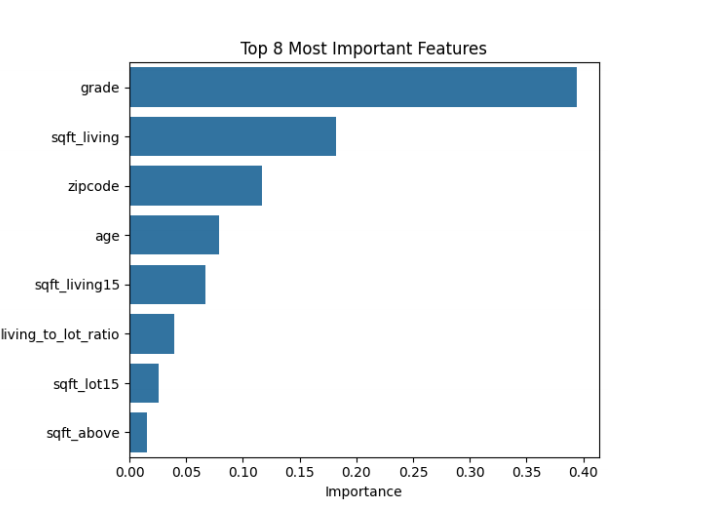 Top 8 Most Important Features
grade
sqft_living
zipcode
age
sqft_living15
living_to_lot_ratio
sqft_lot15
sqft_above
0.00 0.05 0.10 0.15 0.20 0.25 0.30 0.35 0.40
Importance